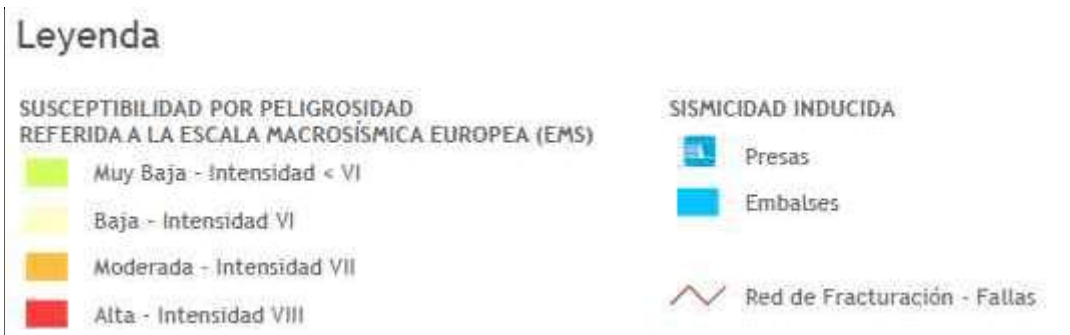 Leyenda
SUSCEPTIBILIDAD POR PELIGROSIDAD
REFERIDA A LA ESCALA MACROSÍSMICA EUROPEA (EMS)
Muy Baja - Intensidad < VI
Baja - Intensidad VI
Moderada - Intensidad VII
Alta - Intensidad VIII
SISMICIDAD INDUCIDA
Presas
Embalses
Red de Fracturación - Fallas